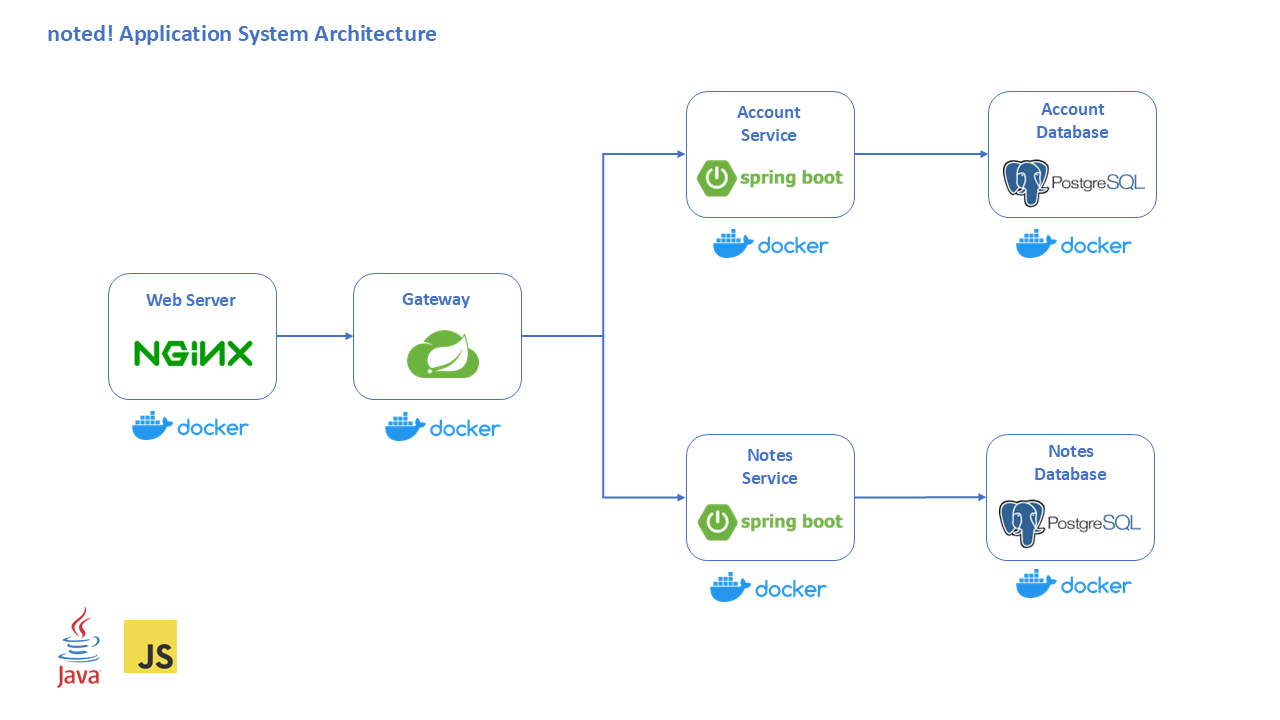 noted! Application System Architecture
Account
Service
spring boot
docker
Account
Database
PostgreSQL
docker
Web Server
NGiNX
docker
Gateway
docker
Notes
Service
spring boot
docker
Notes
Database
PostgreSQL
docker
Java
JS